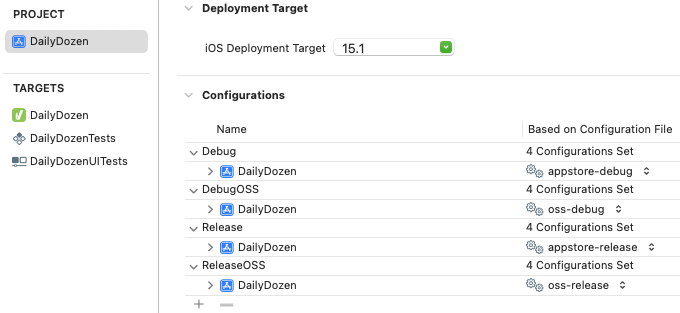 PROJECT
DailyDozen
TARGETS
DailyDozen
DailyDozenTests
DailyDozenUITests
Deployment Target
iOS Deployment Target 15.1
Configurations
Name Based on Configuration File
Debug 4 Configurations Set
DailyDozen appstore-debug
DebugOSS 4 Configurations Set
DailyDozen oss-debug
Release 4 Configurations Set
DailyDozen appstore-release
ReleaseOSS 4 Configurations Set
DailyDozen oss-release